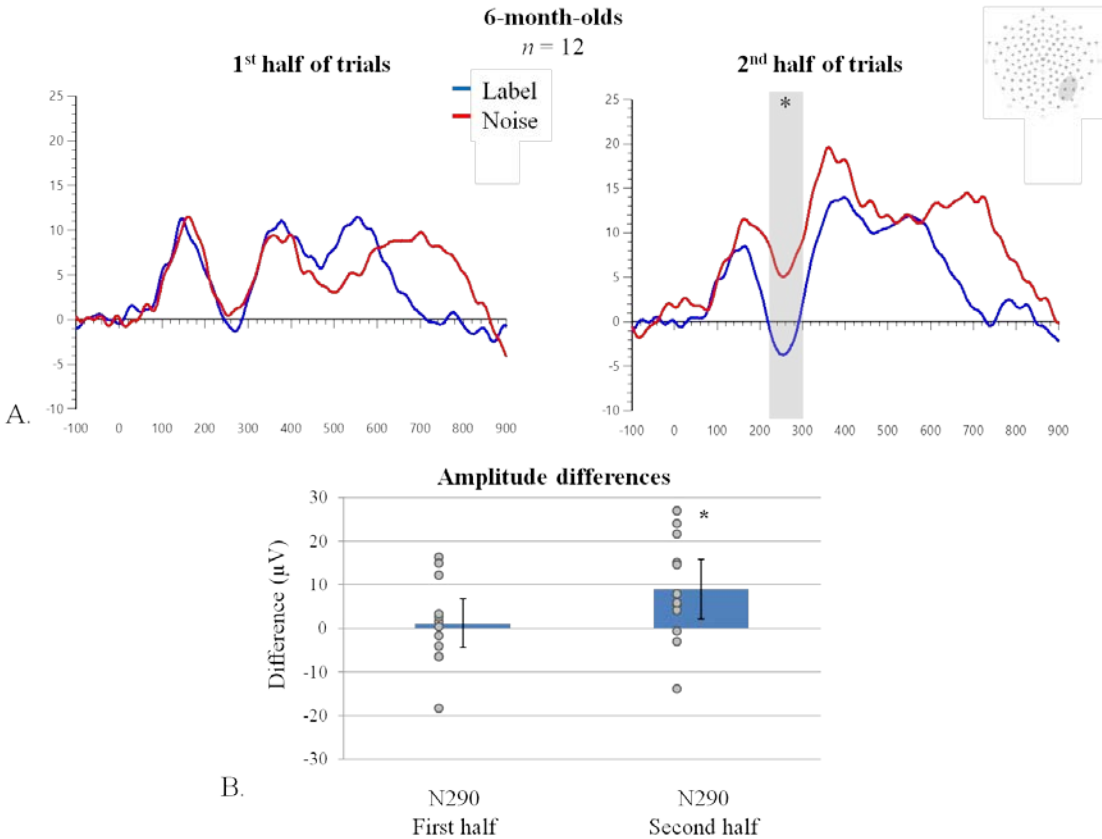 6-month-olds
n = 12
1st half of trials
2nd half of trials
Label
Noise
*
25
20
15
10
5
0
-5
-10
-100 0 100 200 300 400 500 600 700 800 900
25
20
15
10
5
0
-5
-10
-100 0 100 200 300 400 500 600 700 800 900
A.
Amplitude differences
*
Difference (µV)
30
20
10
0
-10
-20
-30
B.
N290 N290
First half Second half